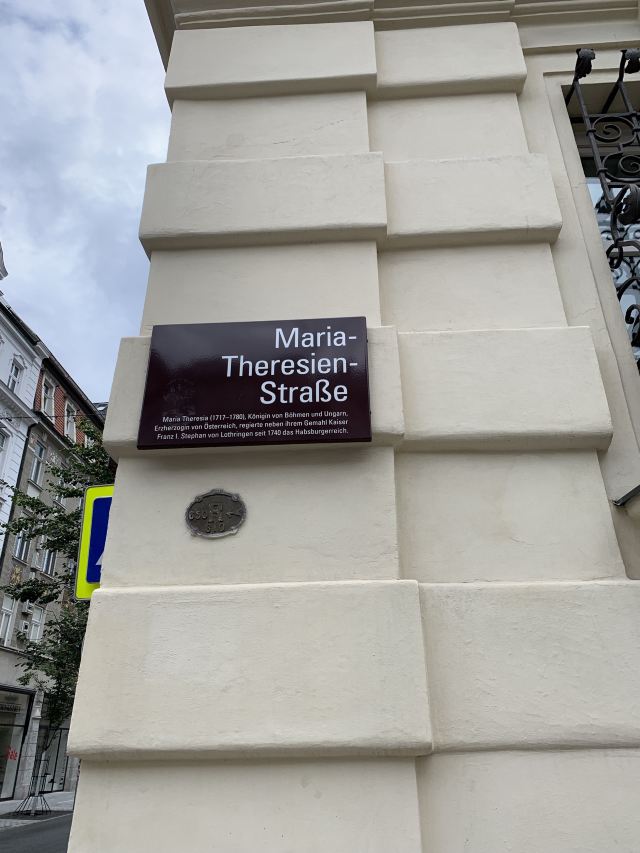 Maria-
Theresien-
Straße
Maria Theresia (1717–1780), Königin von Böhmen und Ungarn,
Erzherzogin von Österreich, regierte neben ihrem Gemahl Kaiser
Franz I. Stephan von Lothringen seit 1740 das Habsburgerreich.